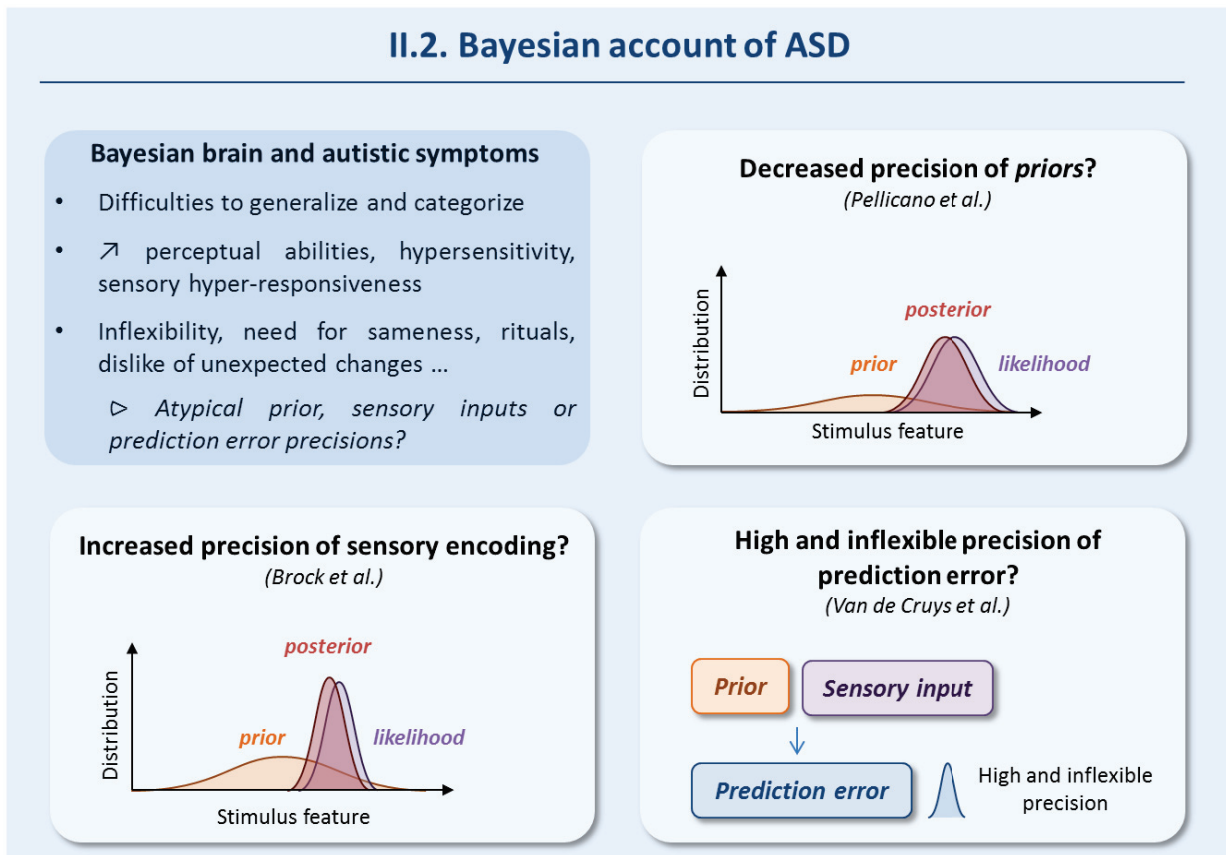 II.2. Bayesian account of ASD
Bayesian brain and autistic symptoms
• Difficulties to generalize and categorize
• ↗ perceptual abilities, hypersensitivity,
sensory hyper-responsiveness
• Inflexibility, need for sameness, rituals,
dislike of unexpected changes ...
▷ Atypical prior, sensory inputs or
prediction error precisions?
Decreased precision of priors?
(Pellicano et al.)
Distribution
posterior
prior
likelihood
Stimulus feature
Increased precision of sensory encoding?
(Brock et al.)
Distribution
posterior
prior
likelihood
Stimulus feature
High and inflexible precision of
prediction error?
(Van de Cruys et al.)
Prior
Sensory input
Prediction error
High and inflexible
precision